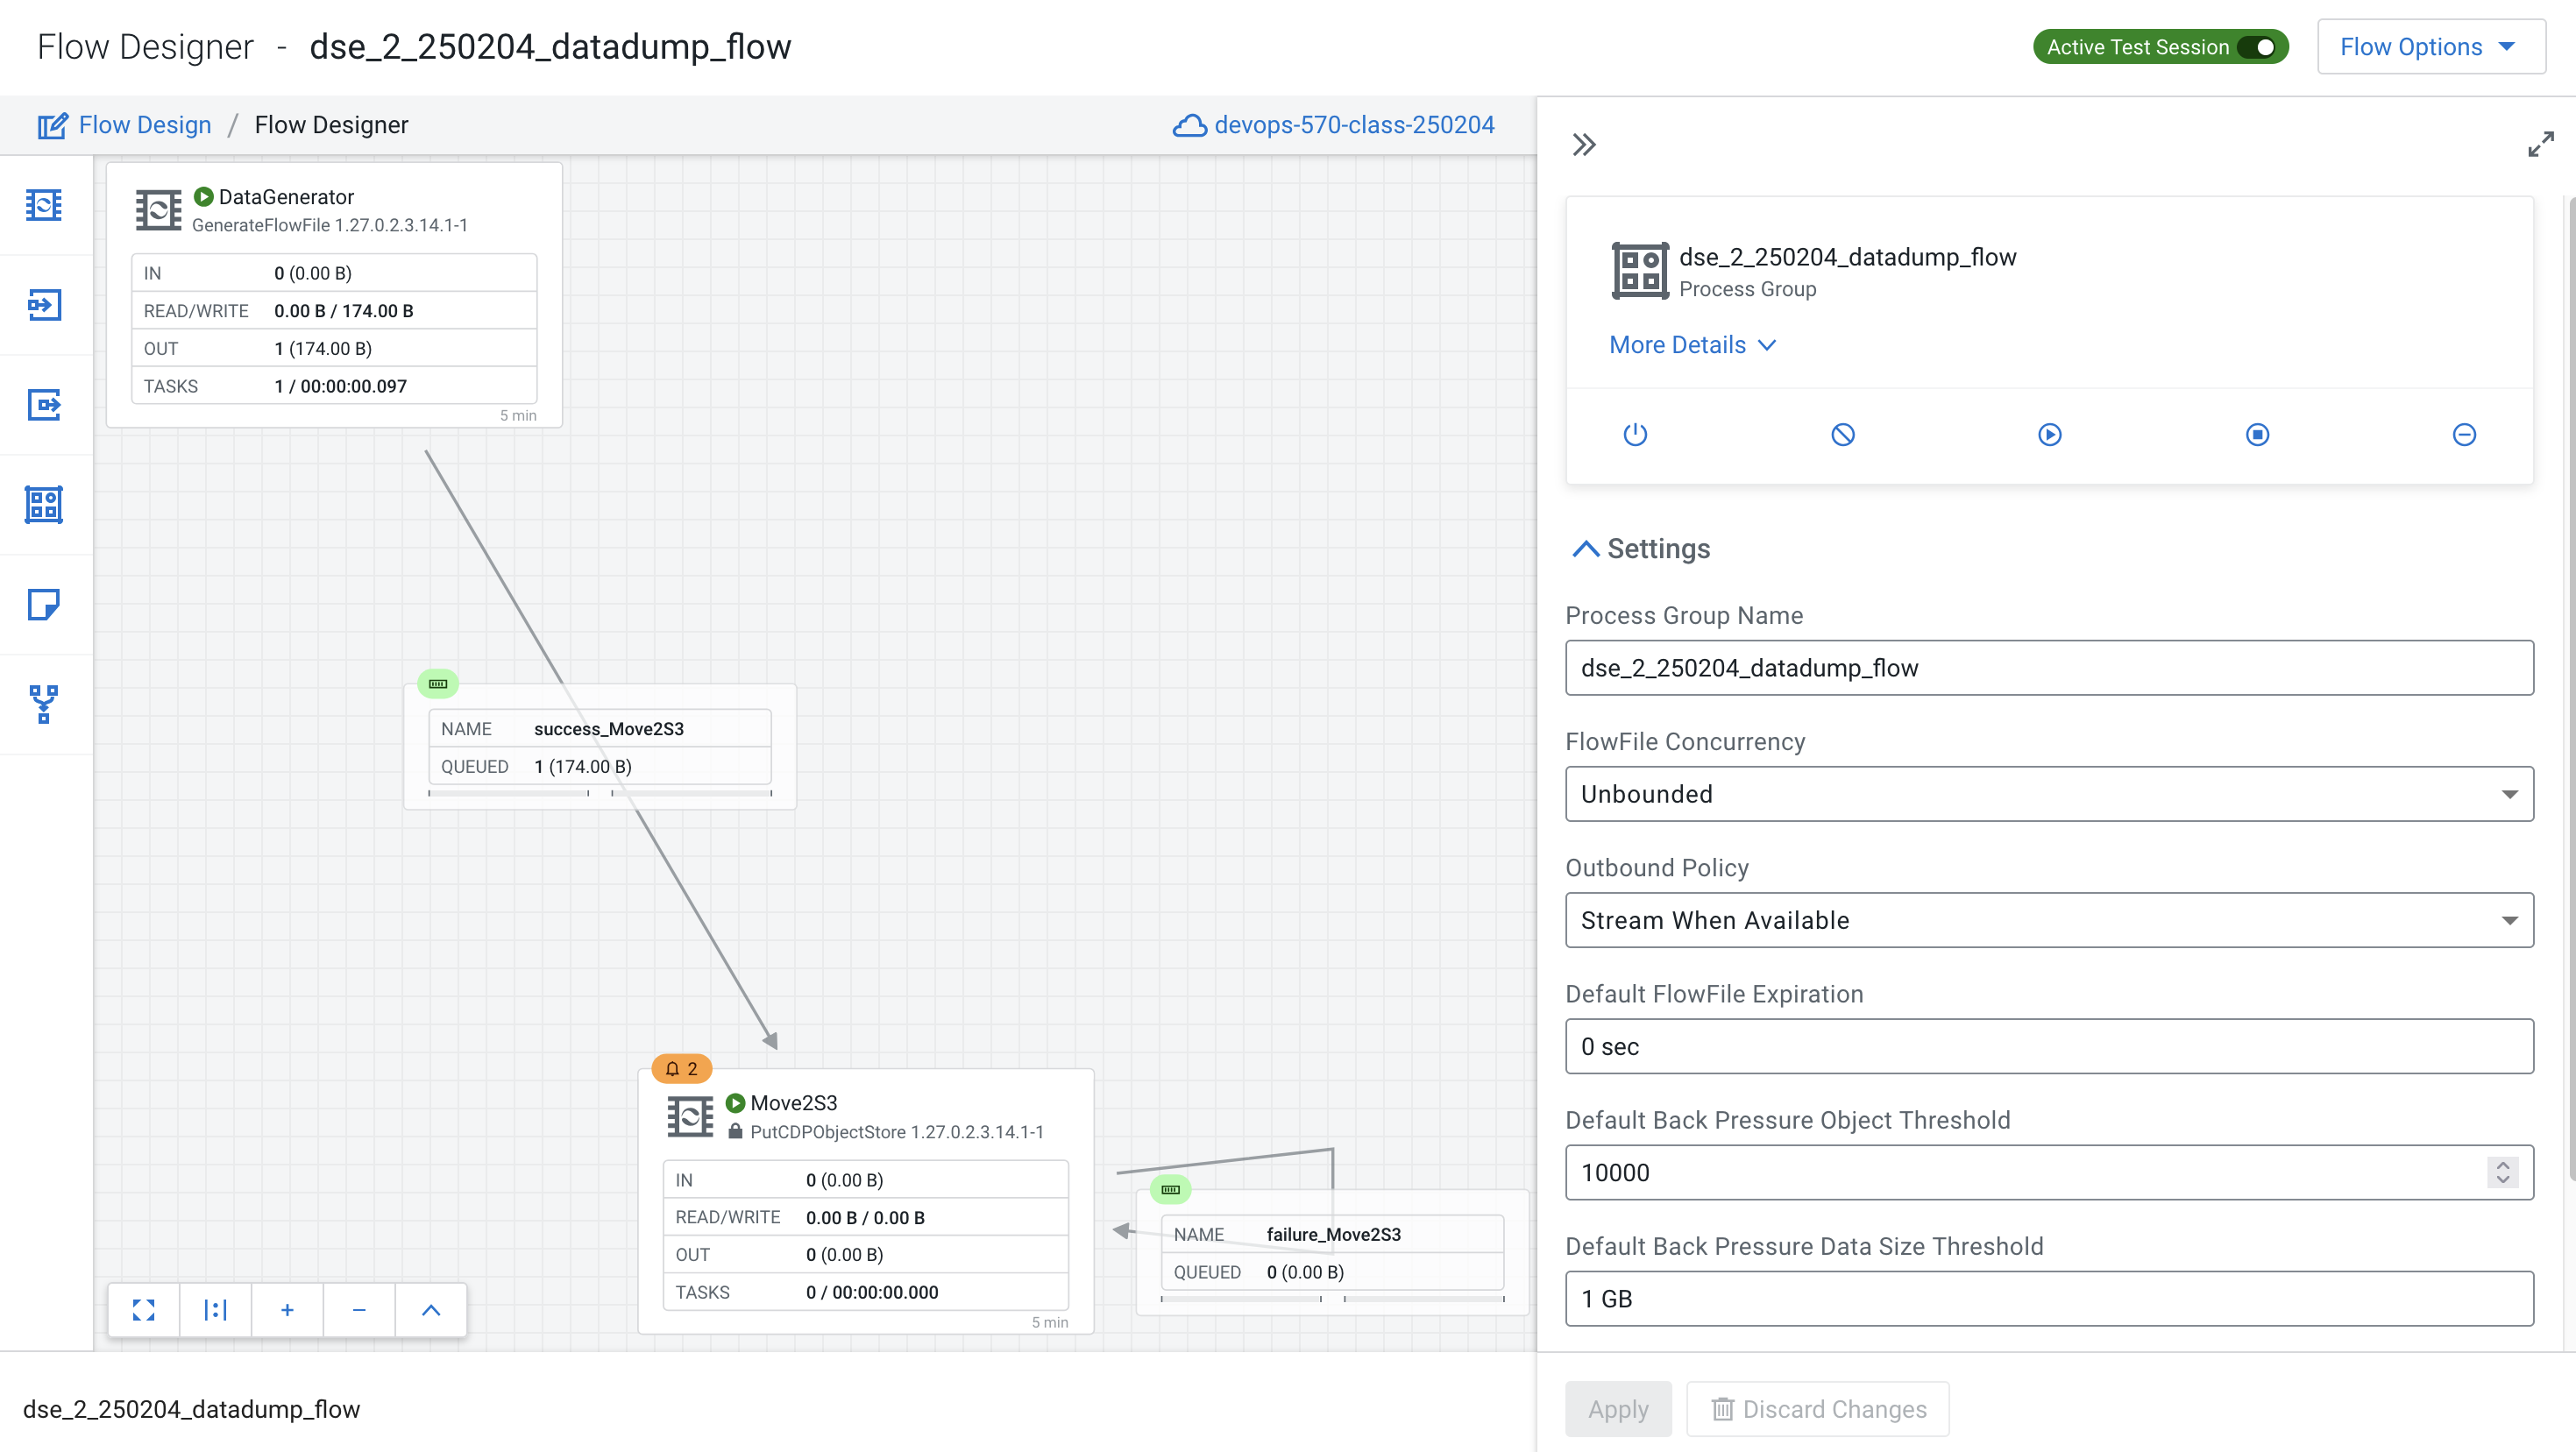 Flow Designer - dse_2_250204_datadump_flow
Active Test Session
Flow Options
Flow Design / Flow Designer
devops-570-class-250204
DataGenerator
GenerateFlowFile 1.27.0.2.3.14.1-1
IN 0 (0.00 B)
READ/WRITE 0.00 B / 174.00 B
OUT 1 (174.00 B)
TASKS 1 / 00:00:00.097
5 min
NAME success_Move2S3
QUEUED 1 (174.00 B)
2
Move2S3
PutCDPObjectStore 1.27.0.2.3.14.1-1
IN 0 (0.00 B)
READ/WRITE 0.00 B / 0.00 B
OUT 0 (0.00 B)
TASKS 0 / 00:00:00.000
5 min
NAME failure_Move2S3
QUEUED 0 (0.00 B)
dse_2_250204_datadump_flow
dse_2_250204_datadump_flow
Process Group
More Details
Settings
Process Group Name
dse_2_250204_datadump_flow
FlowFile Concurrency
Unbounded
Outbound Policy
Stream When Available
Default FlowFile Expiration
0 sec
Default Back Pressure Object Threshold
10000
Default Back Pressure Data Size Threshold
1 GB
Apply
Discard Changes